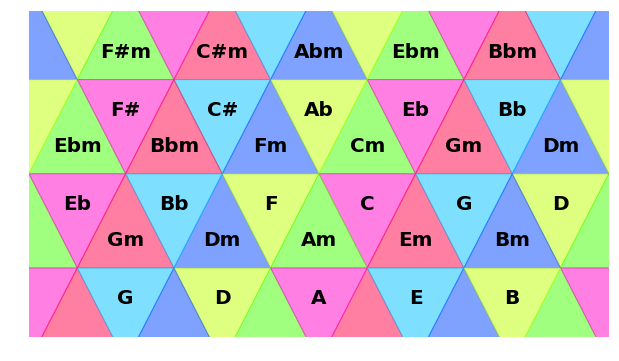 F#m C#m Abm Ebm Bbm
F# C# Ab Eb Bb
Ebm Bbm Fm Cm Gm Dm
Eb Bb F C G D
Gm Dm Am Em Bm
G D A E B